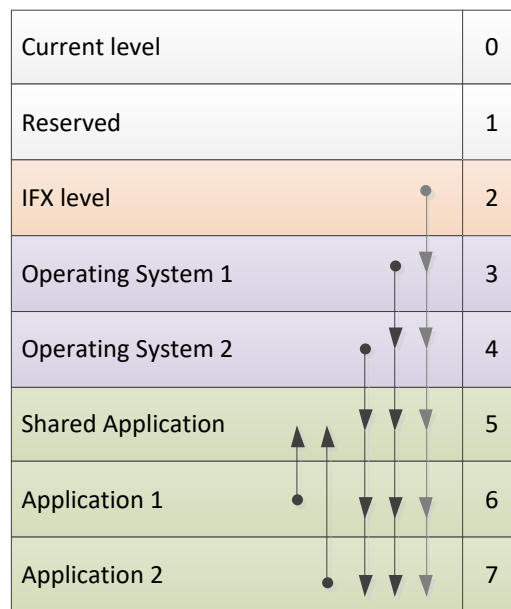 Current level 0
Reserved 1
IFX level 2
Operating System 1 3
Operating System 2 4
Shared Application 5
Application 1 6
Application 2 7